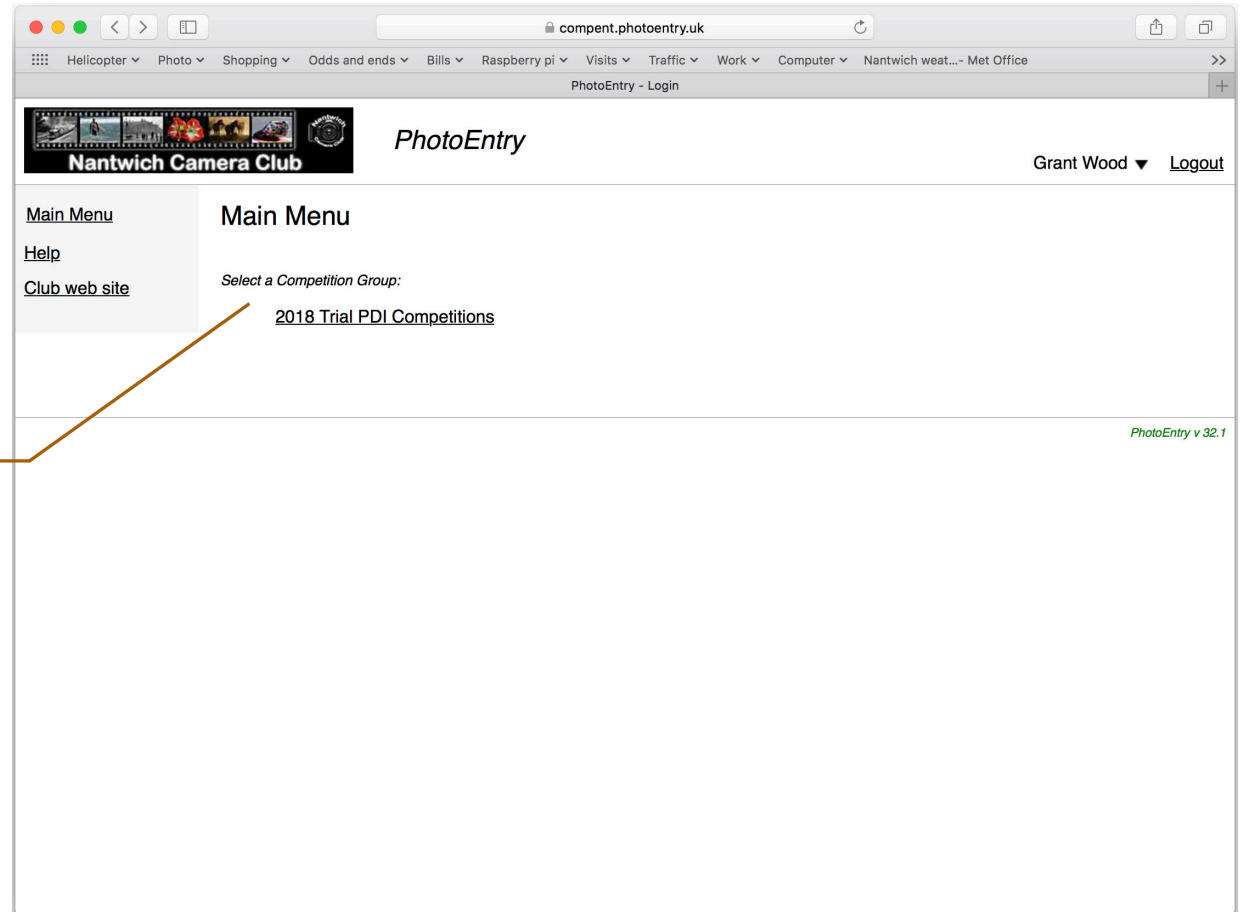 compent.photoentry.uk
Helicopter Photo Shopping Odds and ends Bills Raspberry pi Visits Traffic Work Computer Nantwich weat...- Met Office >>
PhotoEntry - Login +
Nantwich
Nantwich Camera Club
PhotoEntry
Grant Wood ▼ Logout
Main Menu
Help
Club web site
Main Menu
Select a Competition Group:
2018 Trial PDI Competitions
PhotoEntry v 32.1